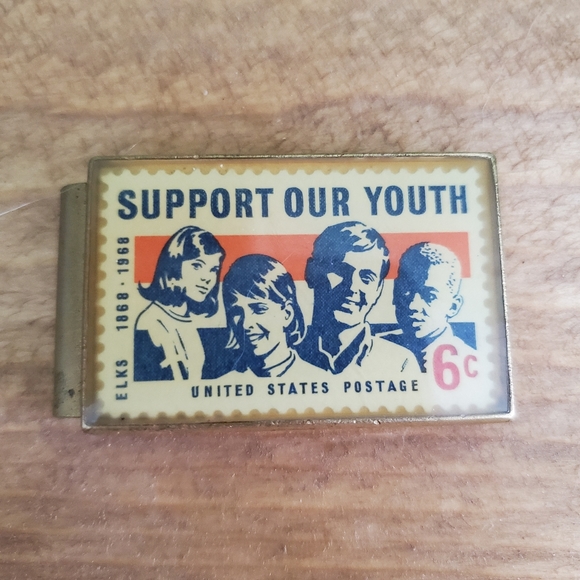 SUPPORT OUR YOUTH
ELKS 1868·1968
UNITED STATES POSTAGE
6c